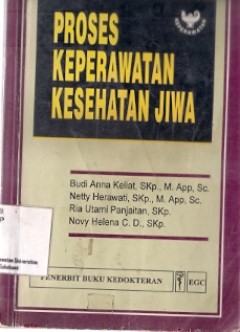 KEPERAWATAN
PROSES
KEPERAWATAN
KESEHATAN JIWA
Budi Anna Keliat, SKp., M. App, Sc.
Netty Herawati, SKp., M. App, Sc.
Ria Utami Panjaitan, SKp.
Novy Helena C. D., SKp.
PENERBIT BUKU KEDOKTERAN
EGC